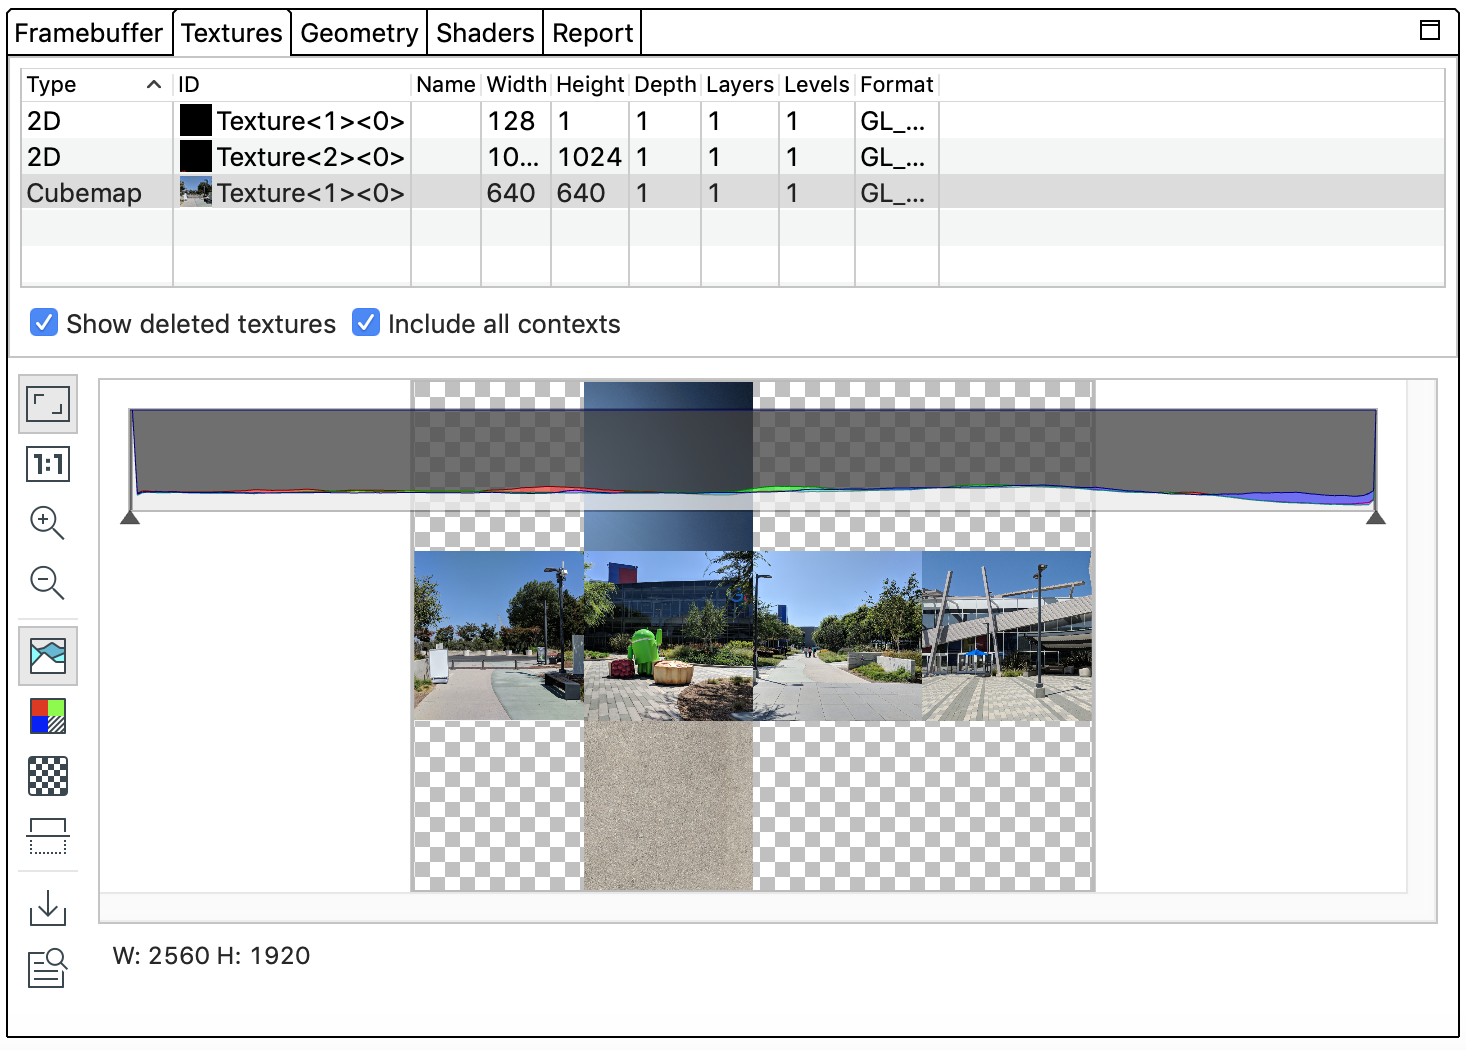 Framebuffer Textures Geometry Shaders Report
Type ID Name Width Height Depth Layers Levels Format
2D Texture<1><0> 128 1 1 1 1 GL_...
2D Texture<2><0> 10... 1024 1 1 1 GL_...
Cubemap Texture<1><0> 640 640 1 1 1 GL_...
Show deleted textures Include all contexts
1:1
W: 2560 H: 1920